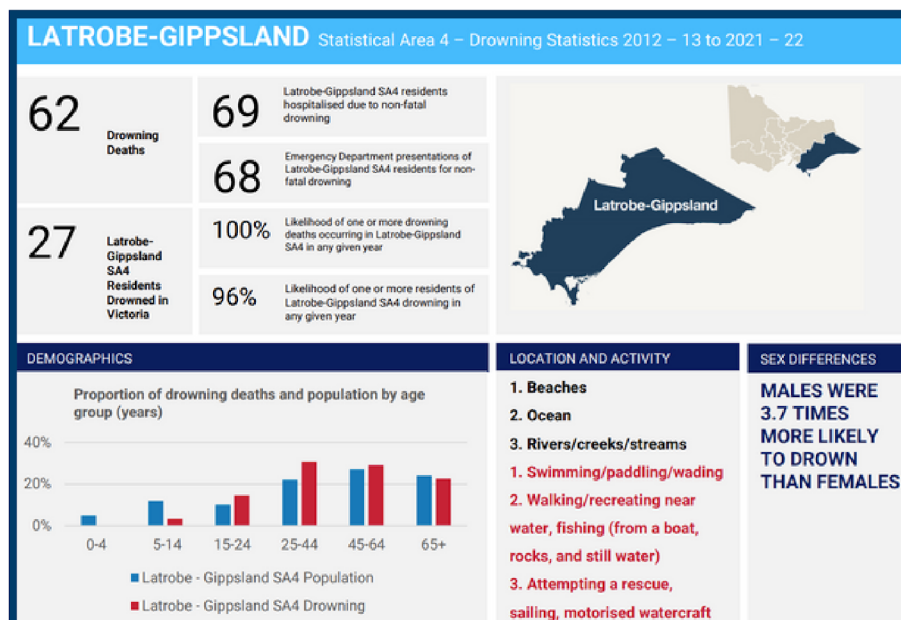 LATROBE-GIPPSLAND Statistical Area 4 – Drowning Statistics 2012 – 13 to 2021 – 22
62
Drowning
Deaths
69
Latrobe-Gippsland SA4 residents
hospitalised due to non-fatal
drowning
68
Emergency Department presentations of
Latrobe-Gippsland SA4 residents for non-
fatal drowning
27
Latrobe-
Gippsland
SA4
Residents
Drowned in
Victoria
100%
Likelihood of one or more drowning
deaths occurring in Latrobe-Gippsland
SA4 in any given year
96%
Likelihood of one or more residents of
Latrobe-Gippsland SA4 drowning in
any given year
Latrobe-Gippsland
DEMOGRAPHICS
Proportion of drowning deaths and population by age
group (years)
40%
20%
0%
0-4 5-14 15-24 25-44 45-64 65+
Latrobe - Gippsland SA4 Population
Latrobe - Gippsland SA4 Drowning
LOCATION AND ACTIVITY
1. Beaches
2. Ocean
3. Rivers/creeks/streams
1. Swimming/paddling/wading
2. Walking/recreating near
water, fishing (from a boat,
rocks, and still water)
3. Attempting a rescue,
sailing, motorised watercraft
SEX DIFFERENCES
MALES WERE
3.7 TIMES
MORE LIKELY
TO DROWN
THAN FEMALES